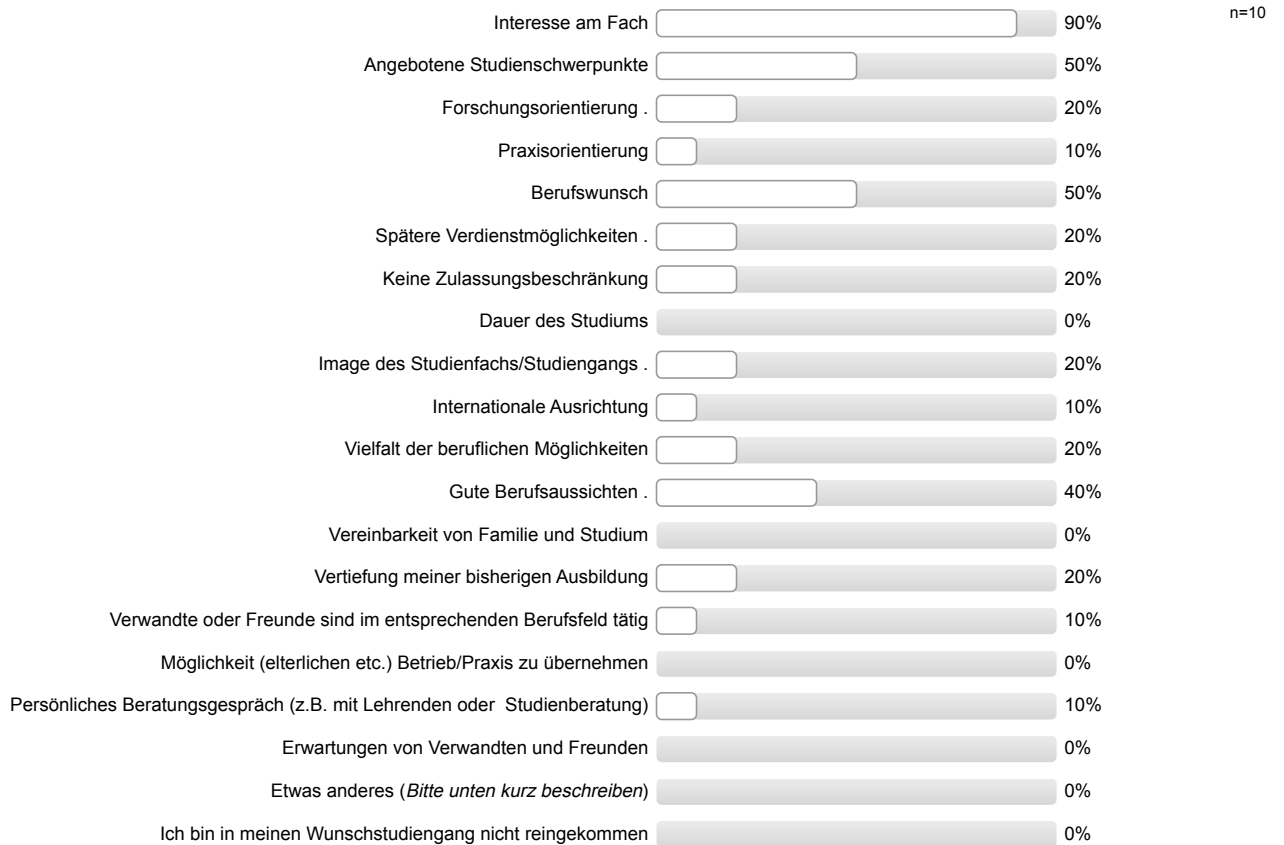 Interesse am Fach 90% n=10
Angebotene Studienschwerpunkte 50%
Forschungsorientierung . 20%
Praxisorientierung 10%
Berufswunsch 50%
Spätere Verdienstmöglichkeiten . 20%
Keine Zulassungsbeschränkung 20%
Dauer des Studiums 0%
Image des Studienfachs/Studiengangs . 20%
Internationale Ausrichtung 10%
Vielfalt der beruflichen Möglichkeiten 20%
Gute Berufsaussichten . 40%
Vereinbarkeit von Familie und Studium 0%
Vertiefung meiner bisherigen Ausbildung 20%
Verwandte oder Freunde sind im entsprechenden Berufsfeld tätig 10%
Möglichkeit (elterlichen etc.) Betrieb/Praxis zu übernehmen 0%
Persönliches Beratungsgespräch (z.B. mit Lehrenden oder Studienberatung) 10%
Erwartungen von Verwandten und Freunden 0%
Etwas anderes (Bitte unten kurz beschreiben) 0%
Ich bin in meinen Wunschstudiengang nicht reingekommen 0%